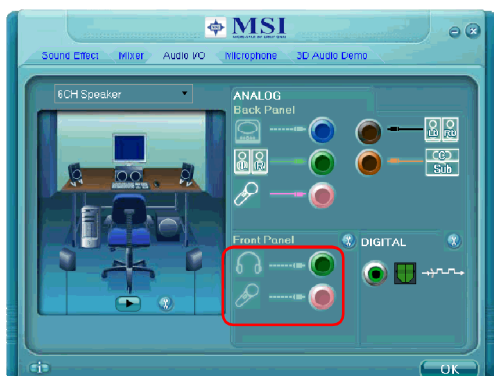 MSI
Sound Effect Mixer Audio I/O Microphone 3D Audio Demo
6CH Speaker
ANALOG
Back Panel
Sub
Front Panel
DIGITAL
OK